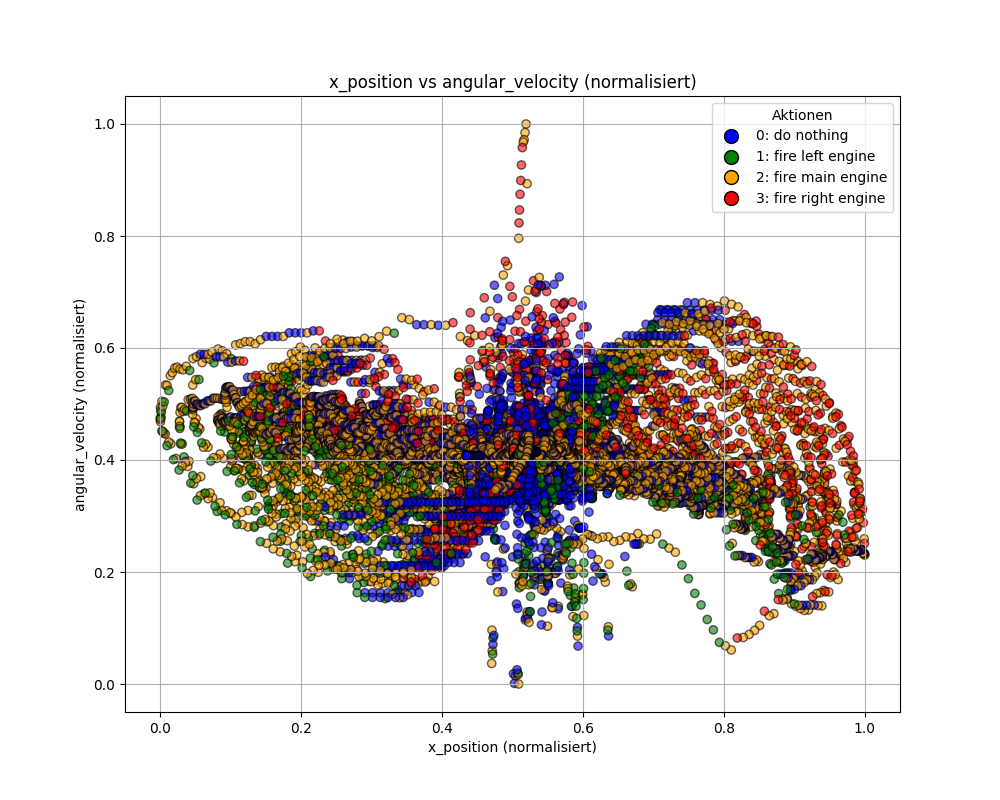 x_position vs angular_velocity (normalisiert)
Aktionen
0: do nothing
1: fire left engine
2: fire main engine
3: fire right engine
angular_velocity (normalisiert)
1.0
0.8
0.6
0.4
0.2
0.0
0.0 0.2 0.4 0.6 0.8 1.0
x_position (normalisiert)